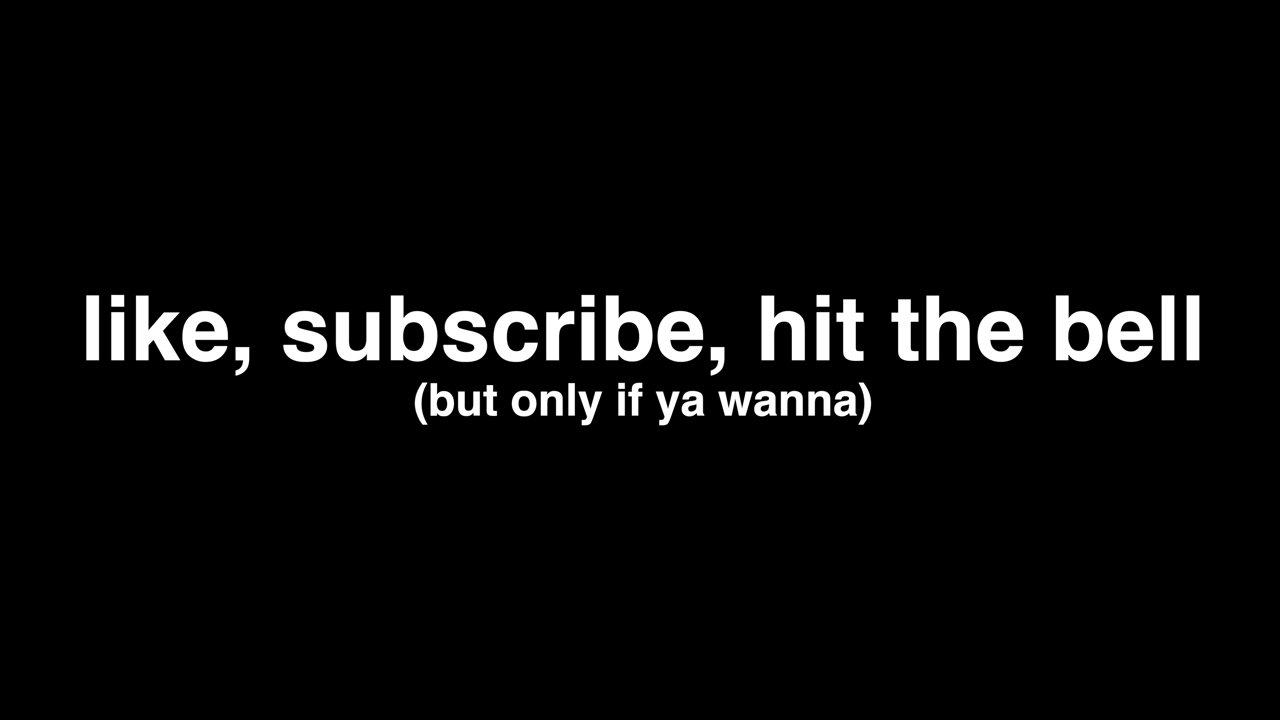 like, subscribe, hit the bell
(but only if ya wanna)